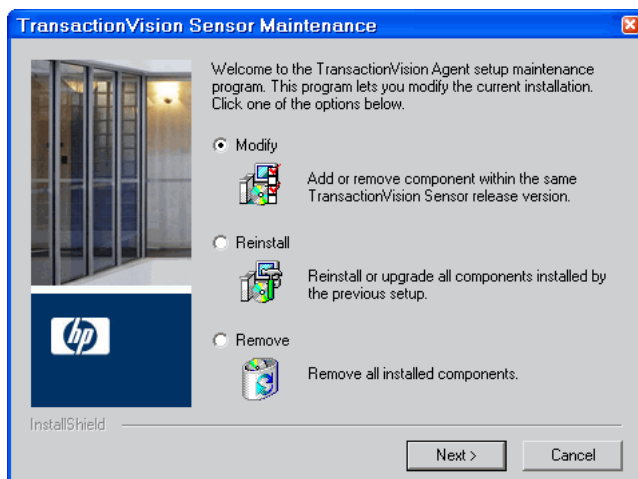 TransactionVision Sensor Maintenance
Welcome to the TransactionVision Agent setup maintenance
program. This program lets you modify the current installation.
Click one of the options below.
Modify
Add or remove component within the same
TransactionVision Sensor release version.
Reinstall
Reinstall or upgrade all components installed by
the previous setup.
hp
Remove
Remove all installed components.
InstallShield
Next >
Cancel